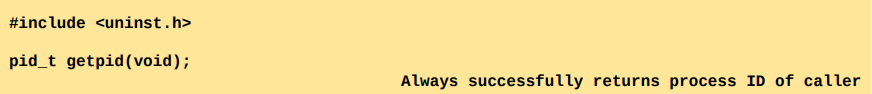 #include <uninst.h>
pid_t getpid(void);
Always successfully returns process ID of caller